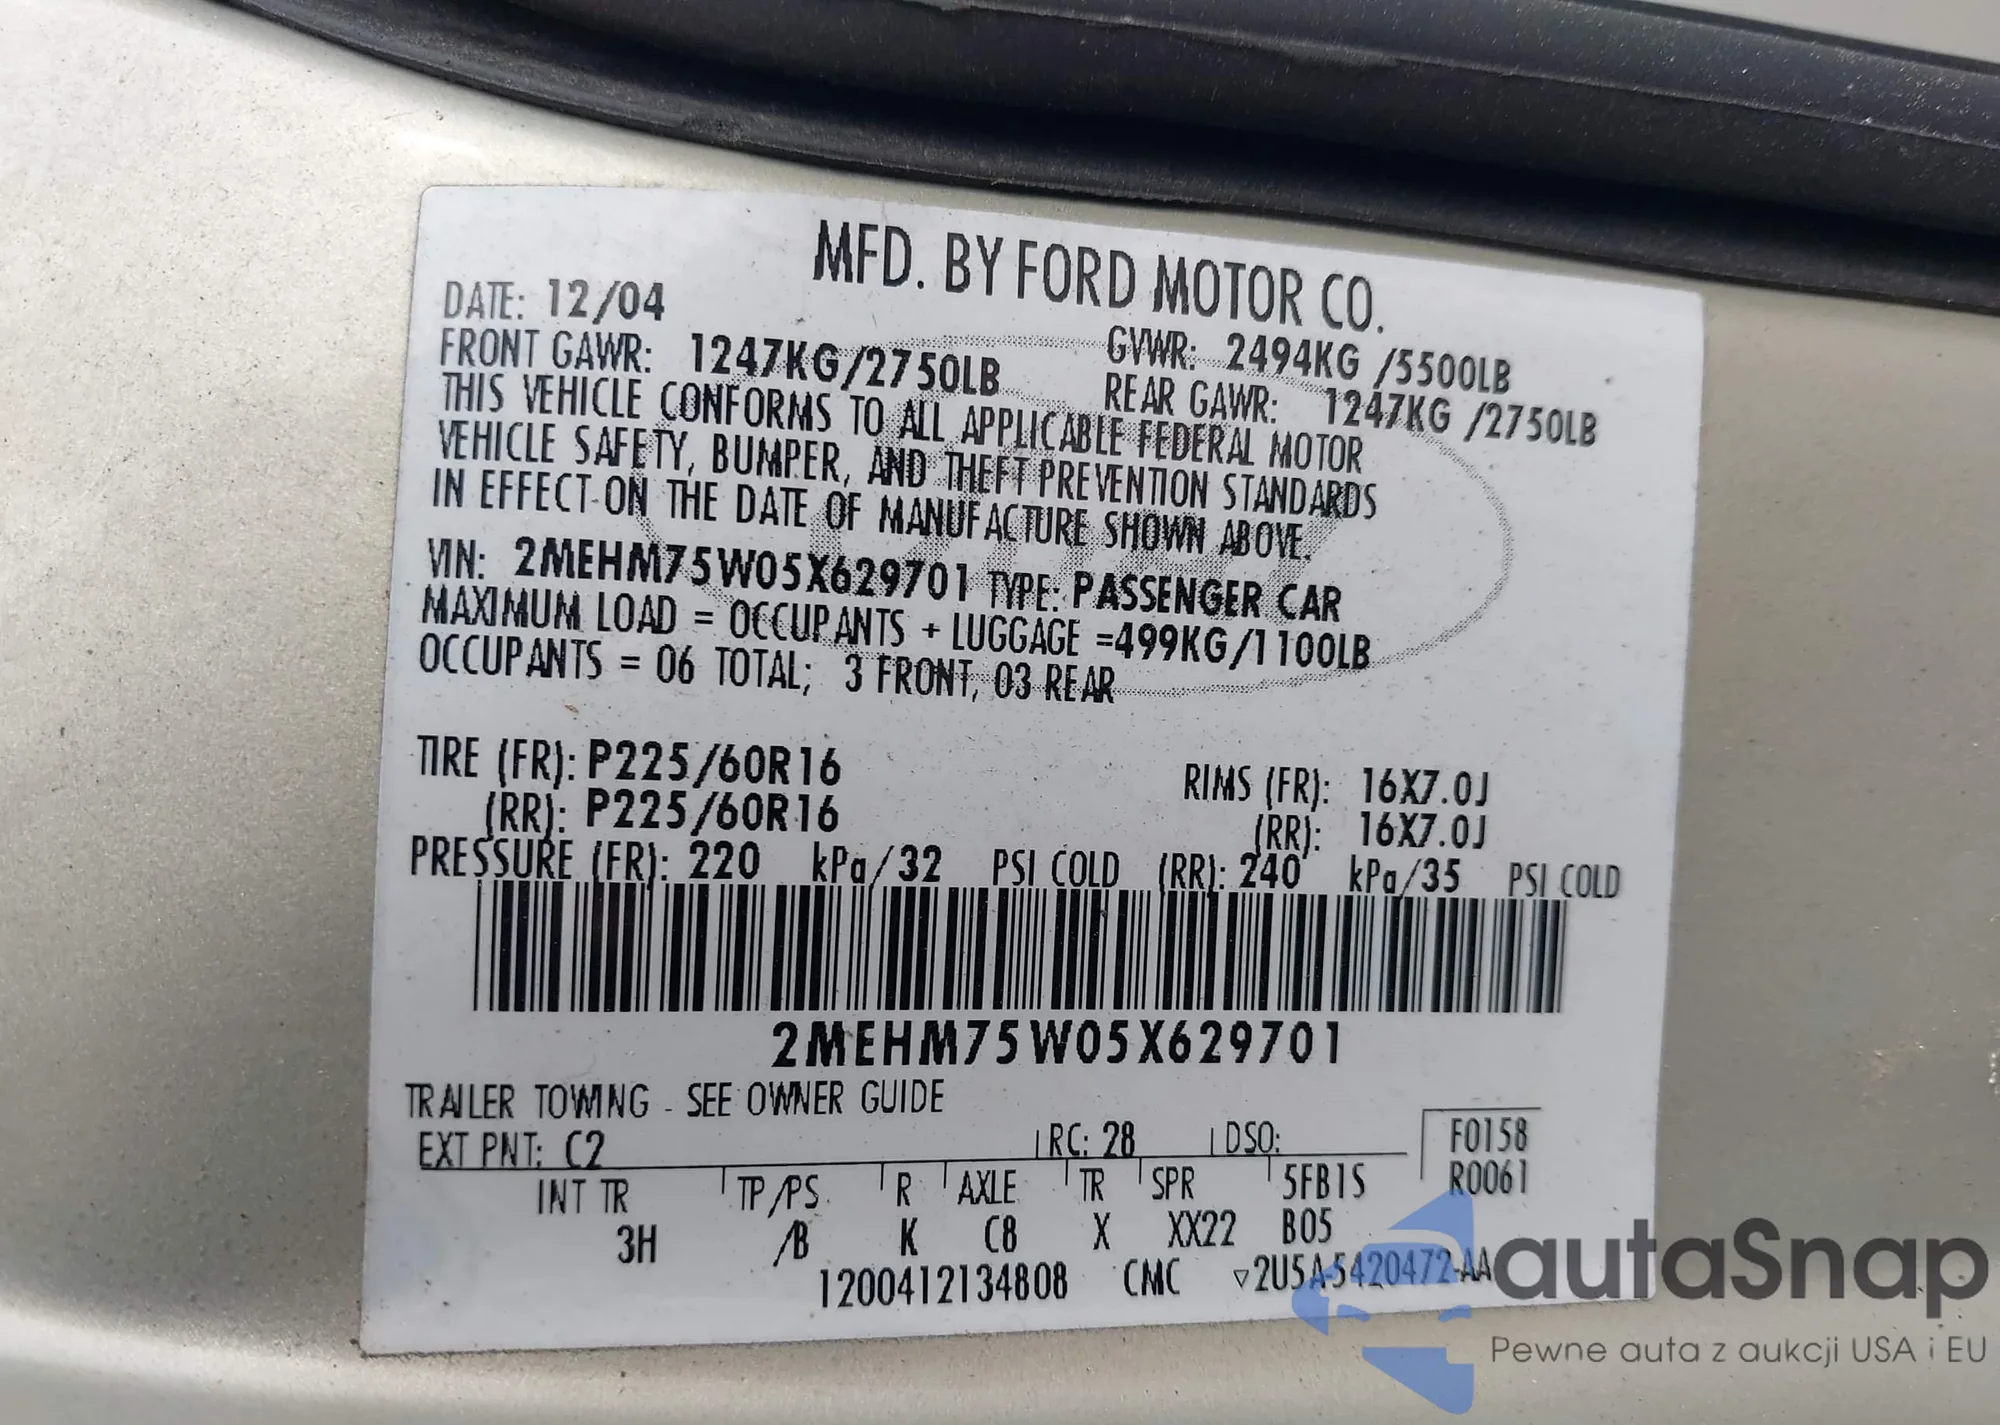 MFD. BY FORD MOTOR CO.
DATE: 12/04
GVWR: 2494KG /5500LB
FRONT GAWR: 1247KG/2750LB
REAR GAWR: 1247KG /2750LB
THIS VEHICLE CONFORMS TO ALL APPLICABLE FEDERAL MOTOR
VEHICLE SAFETY, BUMPER, AND THEFT PREVENTION STANDARDS
IN EFFECT ON THE DATE OF MANUFACTURE SHOWN ABOVE.
VIN: 2MEHM75W05X629701 TYPE: PASSENGER CAR
MAXIMUM LOAD = OCCUPANTS + LUGGAGE =499KG/1100LB
OCCUPANTS = 06 TOTAL; 3 FRONT, 03 REAR
TIRE (FR): P225/60R16 RIMS (FR): 16X7.0J
(RR): P225/60R16 (RR): 16X7.0J
PRESSURE (FR): 220 kPa/32 PSI COLD (RR): 240 kPa/35 PSI COLD
2MEHM75W05X629701
TRAILER TOWING - SEE OWNER GUIDE
EXT PNT: C2 RC: 28 DSO: F0158
R0061
INT TR TP/PS R AXLE TR SPR 5FB1S
3H /B K C8 X XX22 B05
1200412134808 CMC ▽2U5A-5420472-AA
autaSnap
Pewne auta z aukcji USA i EU